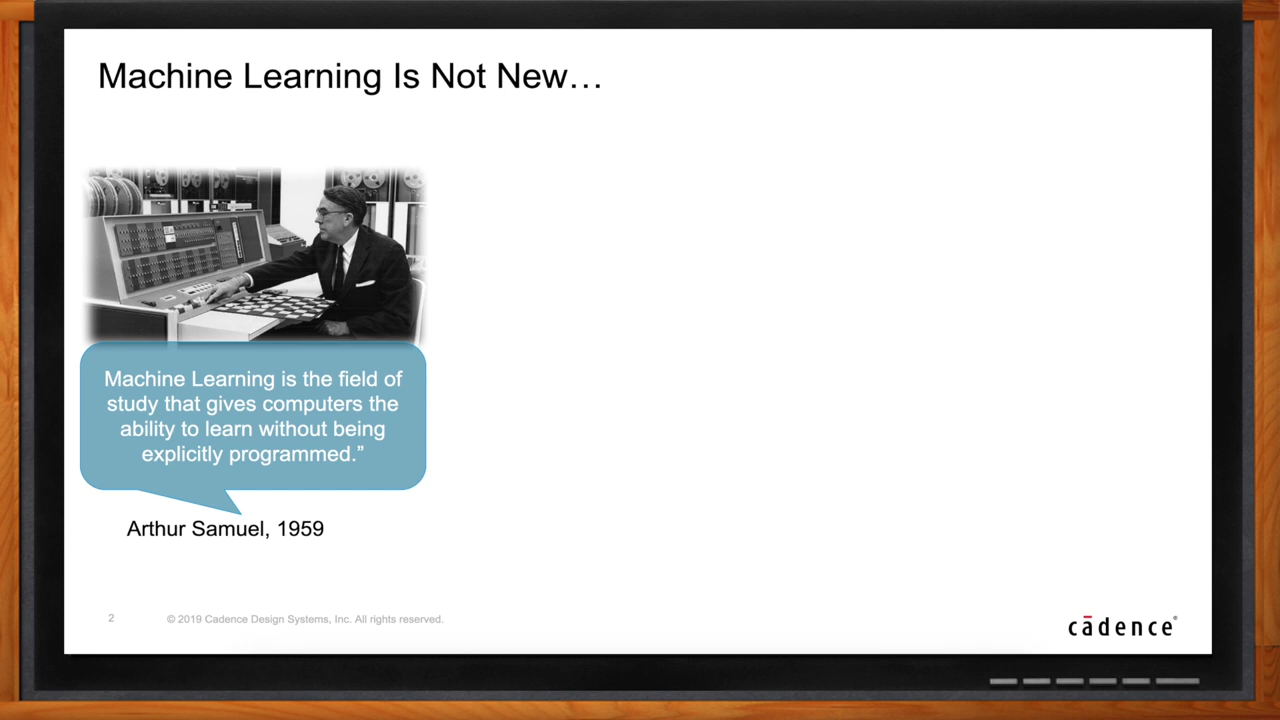 Machine Learning Is Not New…
Machine Learning is the field of
study that gives computers the
ability to learn without being
explicitly programmed.”
Arthur Samuel, 1959
2
© 2019 Cadence Design Systems, Inc. All rights reserved.
cādence®